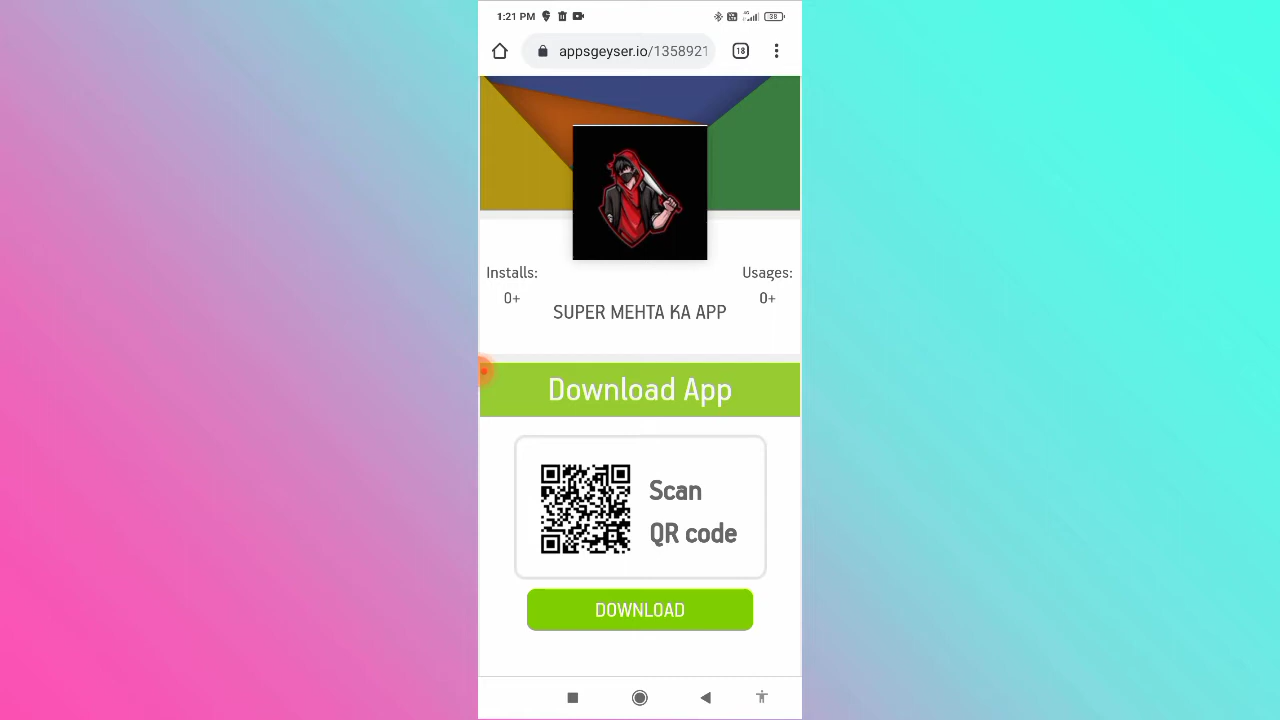 1:21 PM
38
appsgeyser.io/1358921
18
Installs:
Usages:
0+
0+
SUPER MEHTA KA APP
Download App
Scan
QR code
DOWNLOAD